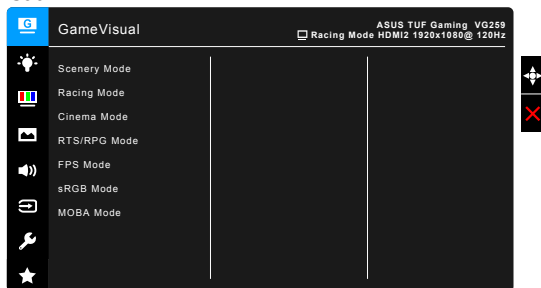 G
GameVisual
ASUS TUF Gaming VG259
Racing Mode HDMI2 1920x1080@ 120Hz
Scenery Mode
Racing Mode
Cinema Mode
RTS/RPG Mode
FPS Mode
sRGB Mode
MOBA Mode